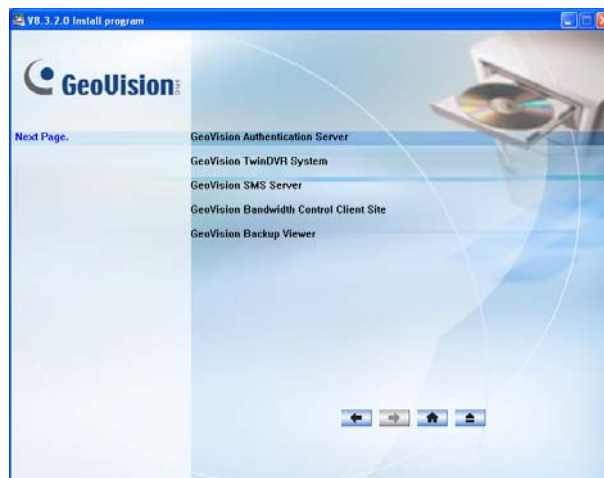 V8.3.2.0 Install program
GeoVision
Next Page.
GeoVision Authentication Server
GeoVision TwinDVR System
GeoVision SMS Server
GeoVision Bandwidth Control Client Site
GeoVision Backup Viewer